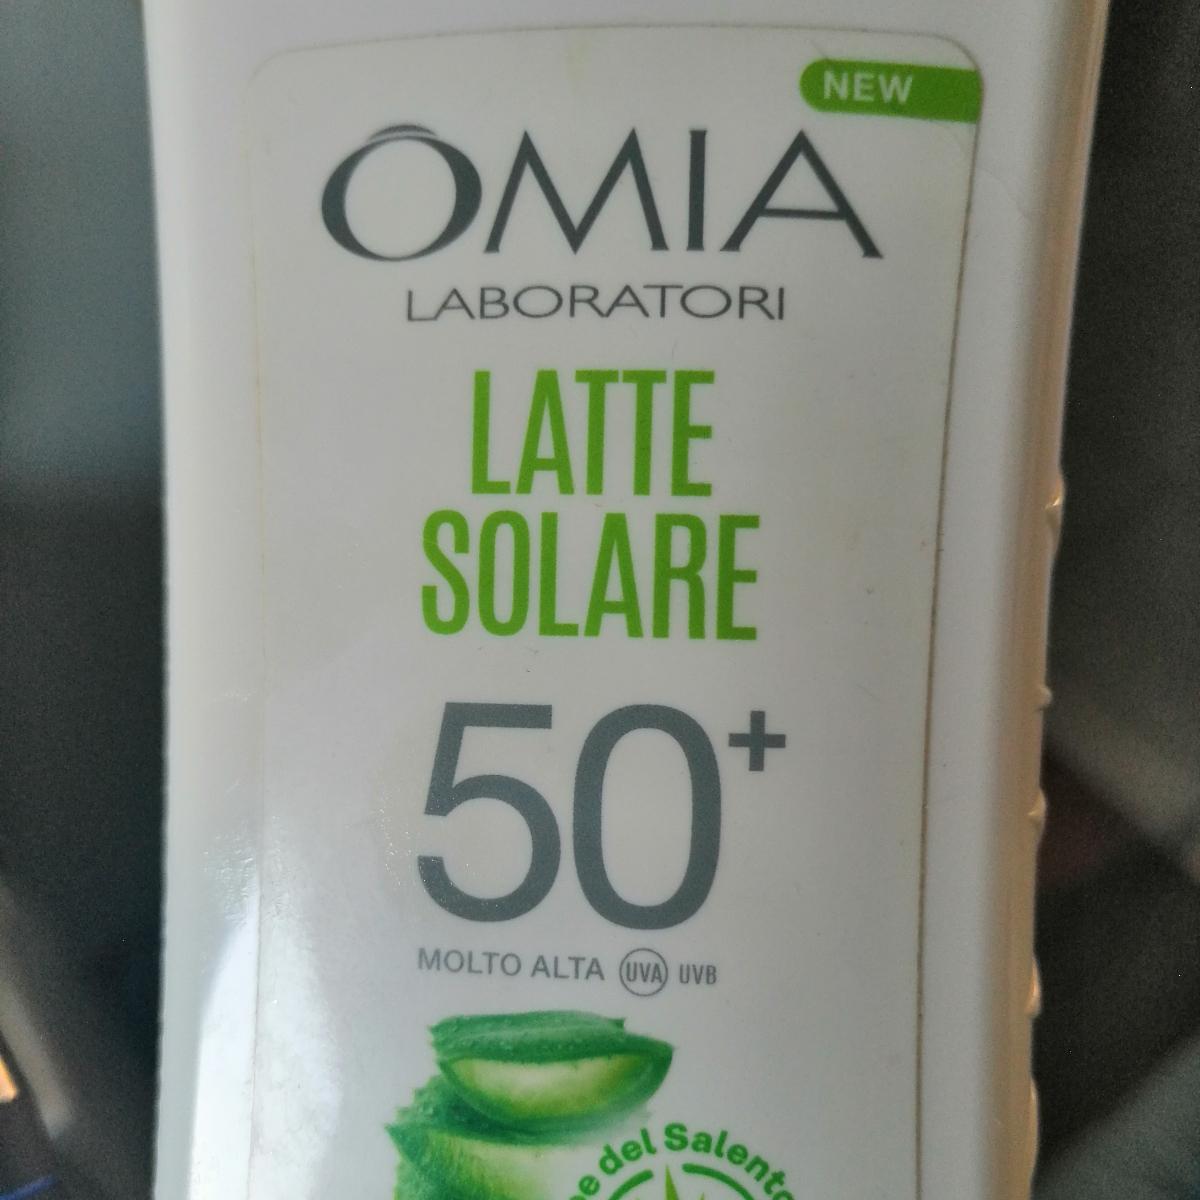 NEW
ŌMIA
LABORATORI
LATTE
SOLARE
50+
MOLTO ALTA UVA UVB
del Salento